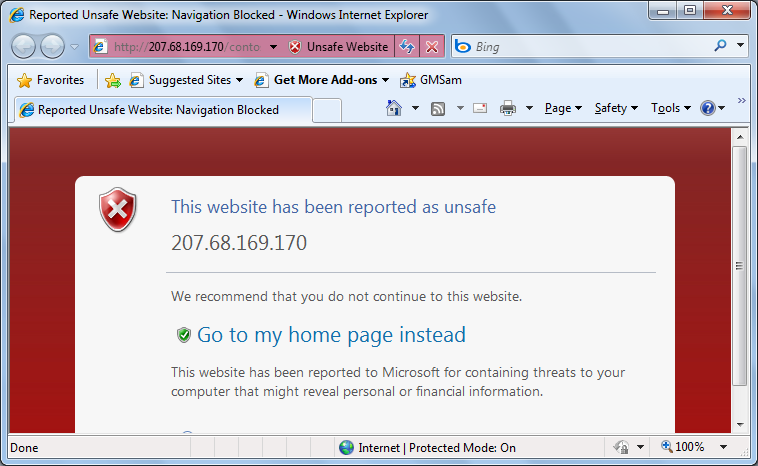 Reported Unsafe Website: Navigation Blocked - Windows Internet Explorer
http://207.68.169.170/conto Unsafe Website Bing
Favorites Suggested Sites Get More Add-ons GMSam
Reported Unsafe Website: Navigation Blocked Page Safety Tools »
This website has been reported as unsafe
207.68.169.170
We recommend that you do not continue to this website.
Go to my home page instead
This website has been reported to Microsoft for containing threats to your
computer that might reveal personal or financial information.
Done Internet | Protected Mode: On 100%